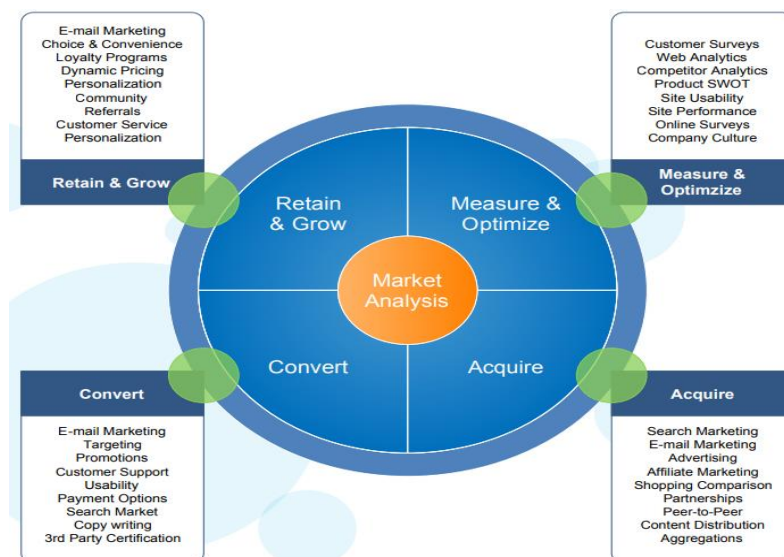 E-mail Marketing
Choice & Convenience
Loyalty Programs
Dynamic Pricing
Personalization
Community
Referrals
Customer Service
Personalization
Retain & Grow
Customer Surveys
Web Analytics
Competitor Analytics
Product SWOT
Site Usability
Site Performance
Online Surveys
Company Culture
Measure &
Optimzize
Retain
& Grow
Measure &
Optimize
Market
Analysis
Convert
Acquire
Convert
E-mail Marketing
Targeting
Promotions
Customer Support
Usability
Payment Options
Search Market
Copy writing
3rd Party Certification
Acquire
Search Marketing
E-mail Marketing
Advertising
Affiliate Marketing
Shopping Comparison
Partnerships
Peer-to-Peer
Content Distribution
Aggregations